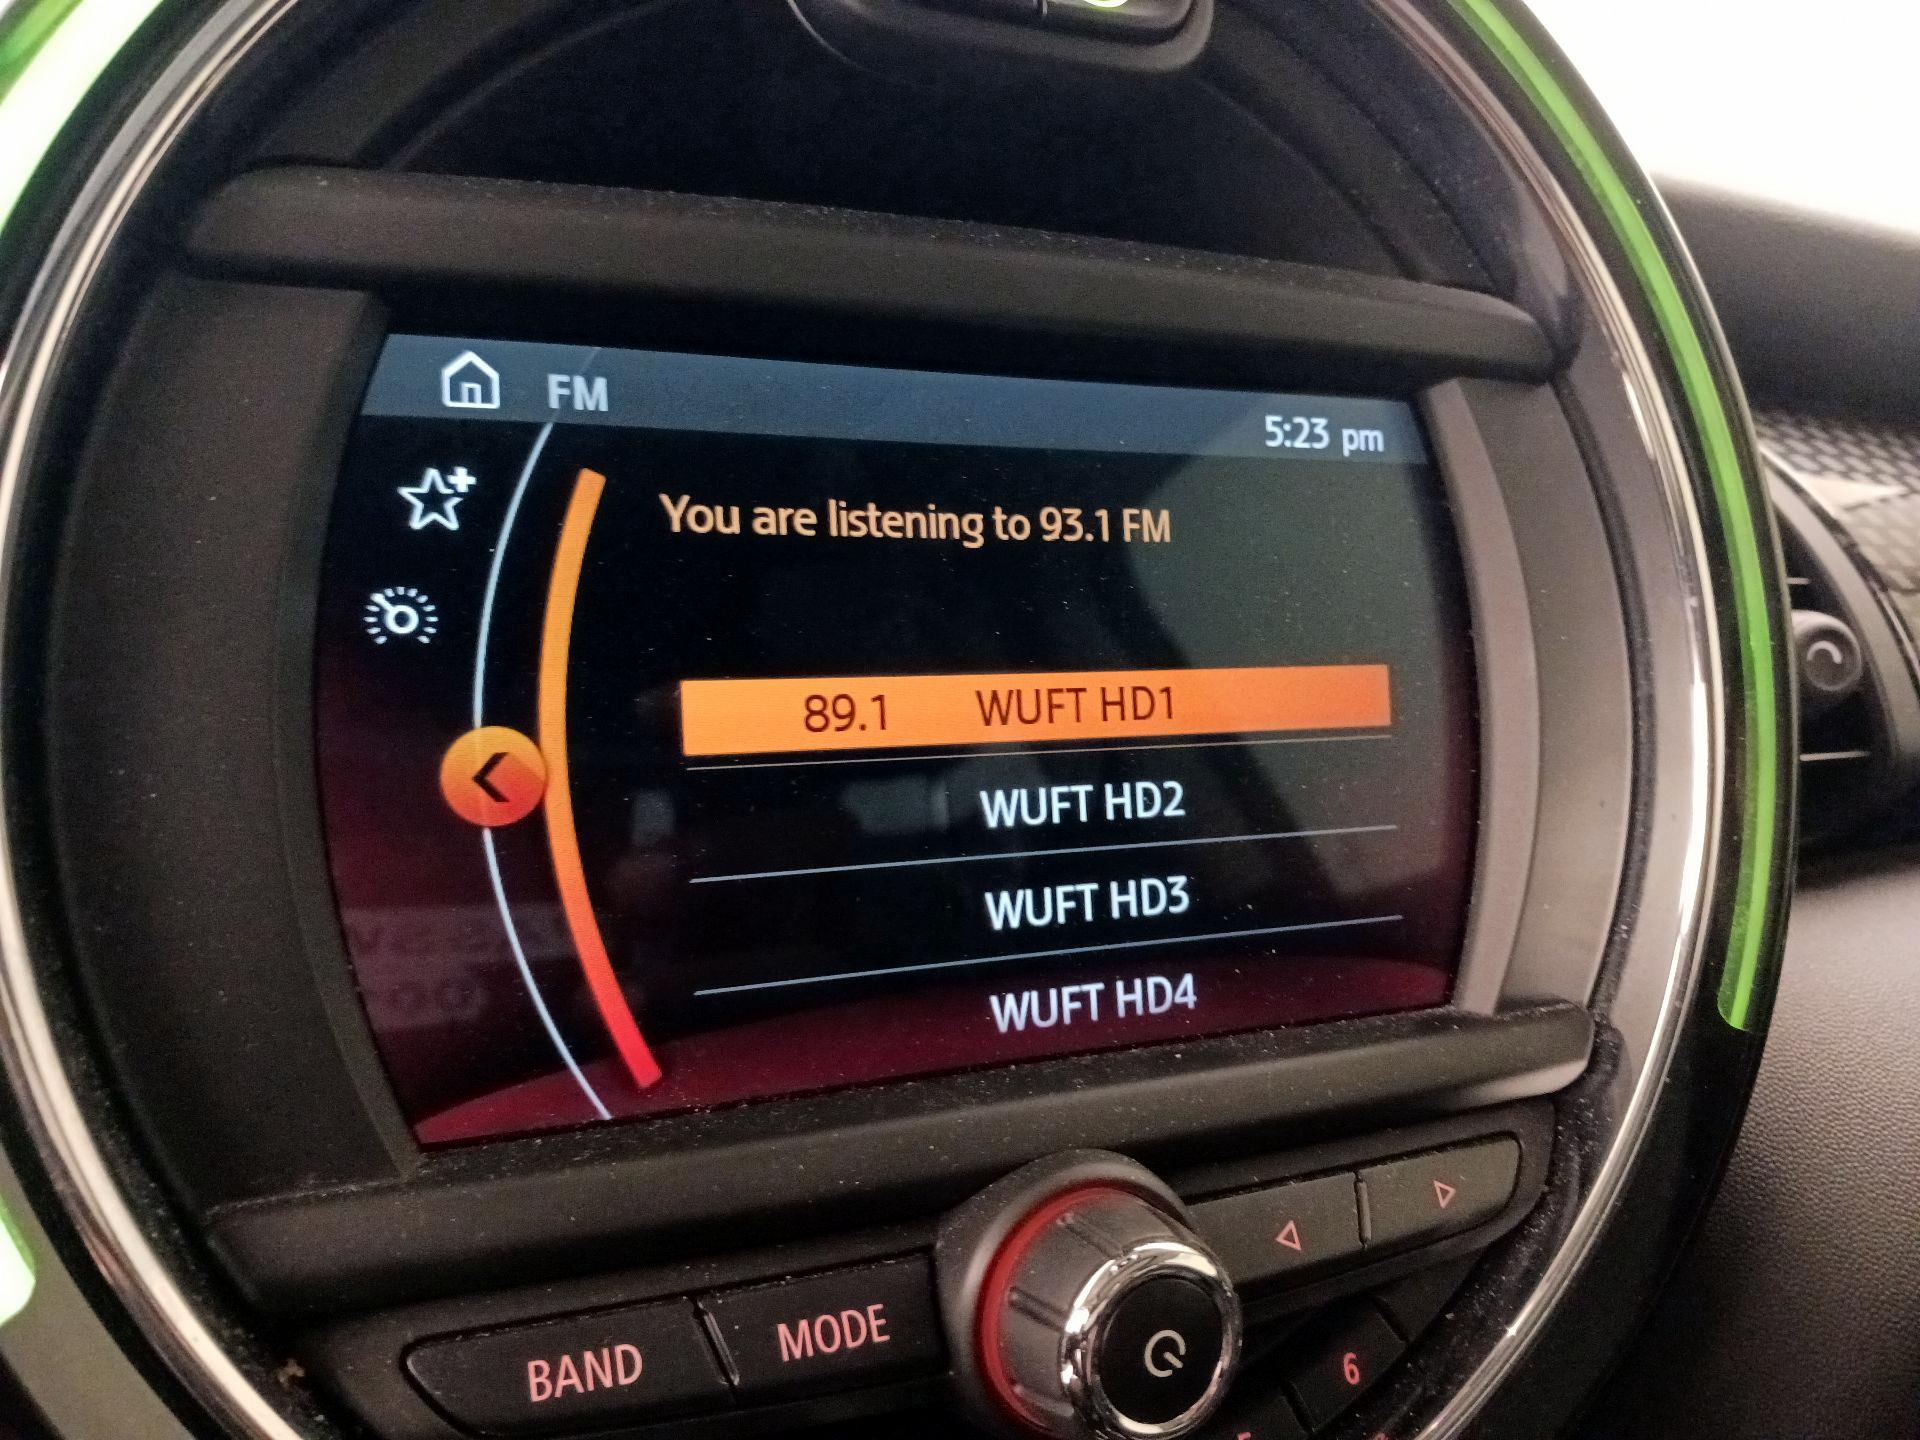 FM
5:23 pm
You are listening to 93.1 FM
89.1 WUFT HD1
WUFT HD2
WUFT HD3
WUFT HD4
BAND
MODE
6